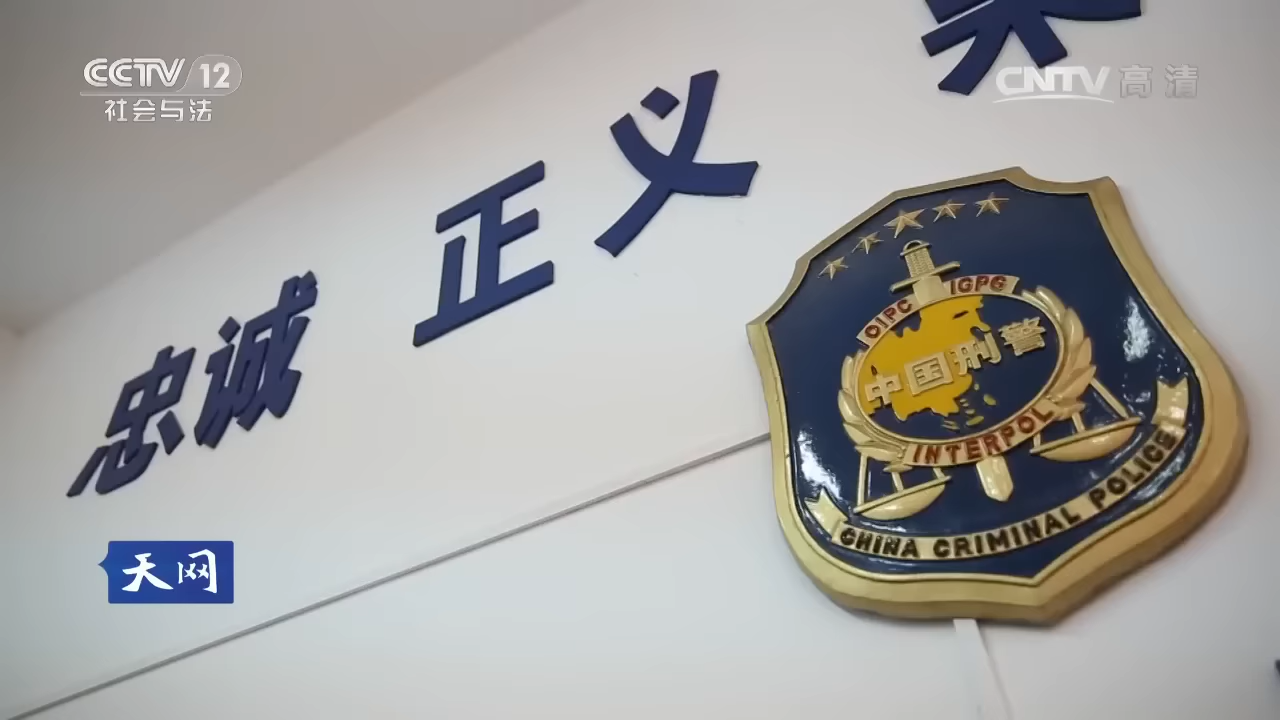 CCTV 12
社会与法
CNTV 高清
忠诚 正义
OIPC IGPG
中国刑警
INTERPOL
CHINA CRIMINAL POLICE
天网